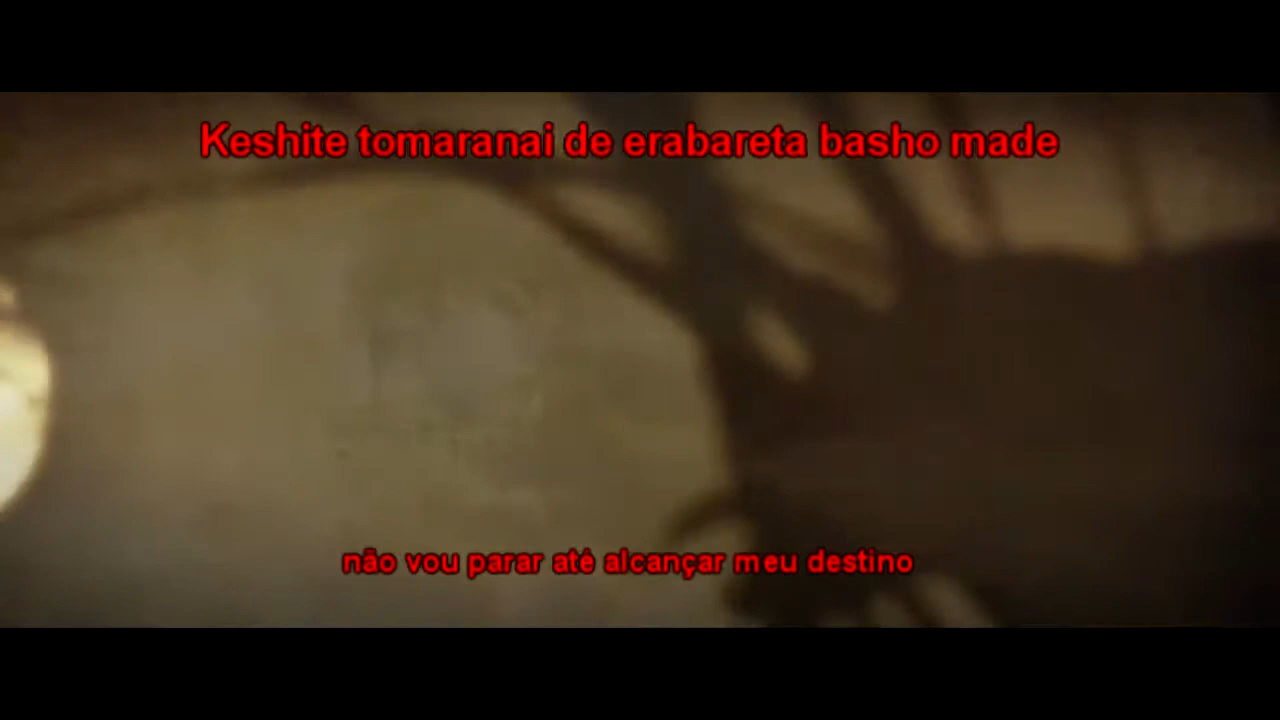 Keshite tomaranai de erabareta basho made
não vou parar até alcançar meu destino